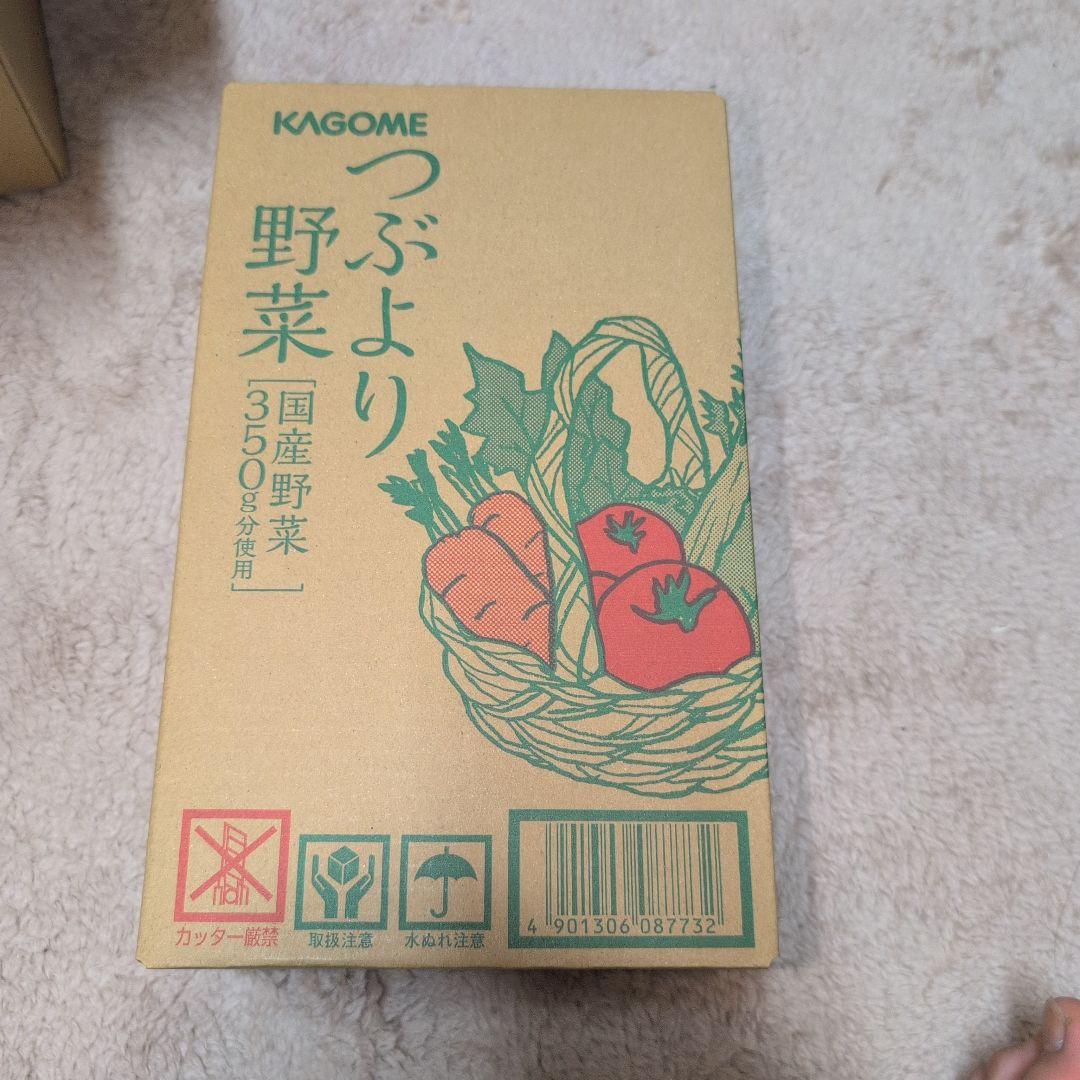 KAGOME
つぶより
野菜
[国産野菜
350g分使用]
カッター厳禁
取扱注意
水ぬれ注意
4 901306 087732